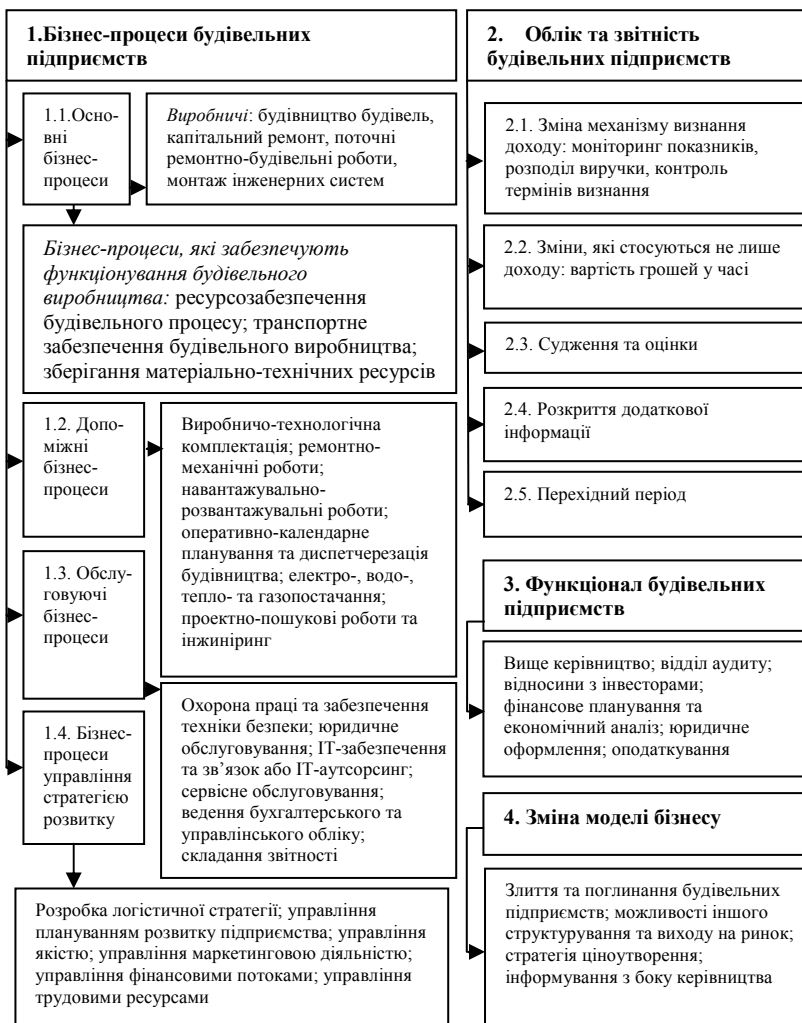 1.Бізнес-процеси будівельних
підприємств
1.1.Осно-
вні
бізнес-
процеси
Виробничі: будівництво будівель,
капітальний ремонт, поточні
ремонтно-будівельні роботи,
монтаж інженерних систем
Бізнес-процеси, які забезпечують
функціонування будівельного
виробництва: ресурсозабезпечення
будівельного процесу; транспортне
забезпечення будівельного виробництва;
зберігання матеріально-технічних ресурсів
1.2. Допо-
міжні
бізнес-
процеси
Виробничо-технологічна
комплектація; ремонтно-
механічні роботи;
навантажувально-
розвантажувальні роботи;
оперативно-календарне
планування та диспетчерезація
будівництва; електро-, водо-,
тепло- та газопостачання;
проектно-пошукові роботи та
інжиніринг
1.3. Обслу-
говуючі
бізнес-
процеси
Охорона праці та забезпечення
техніки безпеки; юридичне
обслуговування; ІТ-забезпечення
та зв’язок або ІТ-аутсорсинг;
сервісне обслуговування;
ведення бухгалтерського та
управлінського обліку;
складання звітності
1.4. Бізнес-
процеси
управління
стратегією
розвитку
Розробка логістичної стратегії; управління
плануванням розвитку підприємства; управління
якістю; управління маркетинговою діяльністю;
управління фінансовими потоками; управління
трудовими ресурсами
2. Облік та звітність
будівельних підприємств
2.1. Зміна механізму визнання
доходу: моніторинг показників,
розподіл виручки, контроль
термінів визнання
2.2. Зміни, які стосуються не лише
доходу: вартість грошей у часі
2.3. Судження та оцінки
2.4. Розкриття додаткової
інформації
2.5. Перехідний період
3. Функціонал будівельних
підприємств
Вище керівництво; відділ аудиту;
відносини з інвесторами;
фінансове планування та
економічний аналіз; юридичне
оформлення; оподаткування
4. Зміна моделі бізнесу
Злиття та поглинання будівельних
підприємств; можливості іншого
структурування та виходу на ринок;
стратегія ціноутворення;
інформування з боку керівництва